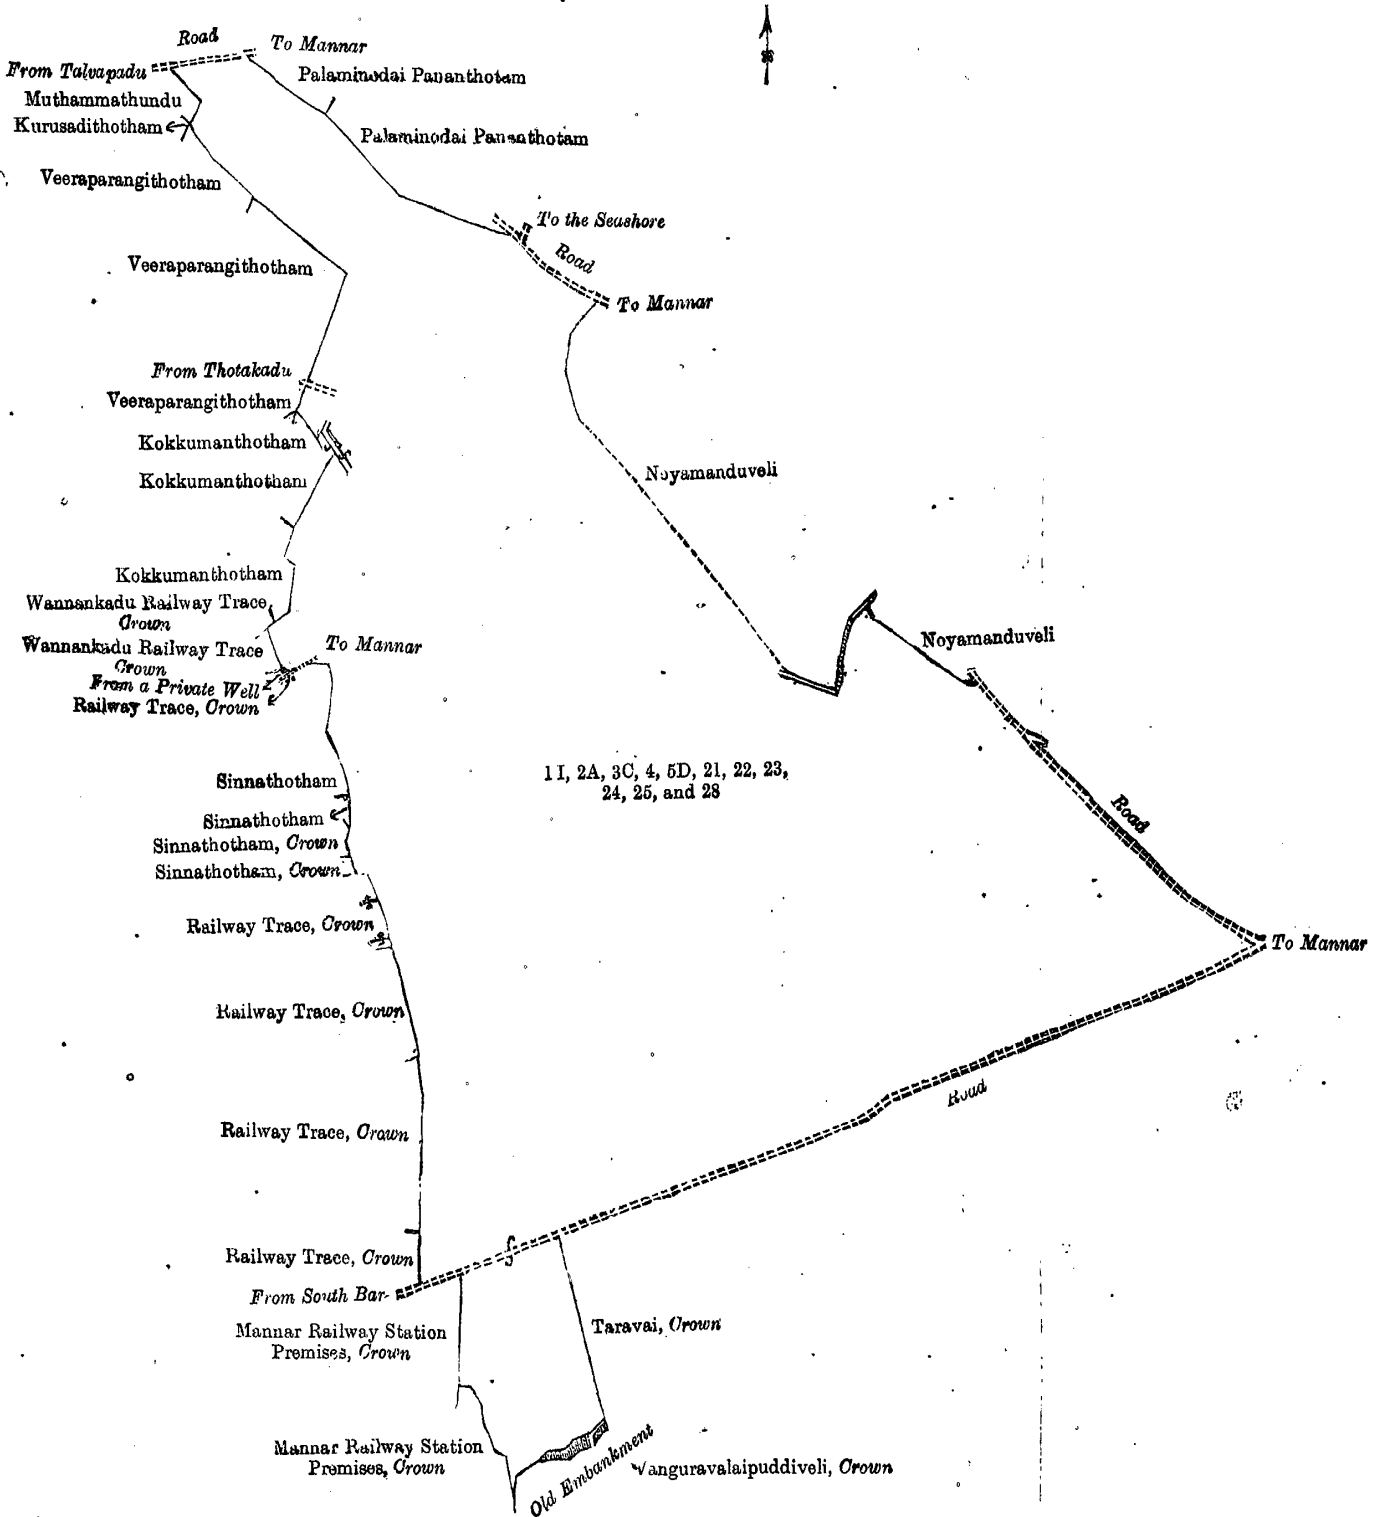 Road
To Mannar
From Talvapadu
Palaminodai Pananthotam
Muthammathundu
Kurusadithotham
Palaminodai Pananthotam
Veeraparangithotham
To the Seashore
Road
Veeraparangithotham
To Mannar
From Thotakadu
Veeraparangithotham
Kokkumanthotham
Noyamanduveli
Kokkumanthotham
Kokkumanthotham
Wannankadu Railway Trace,
Crown
Noyamanduveli
Wannankadu Railway Trace
Crown
To Mannar
From a Private Well
Railway Trace, Crown
1I, 2A, 3C, 4, 5D, 21, 22, 23,
24, 25, and 28
Sinnathotham
Road
Sinnathotham
Sinnathotham, Crown
Sinnathotham, Crown
Railway Trace, Crown
To Mannar
Railway Trace, Crown
Road
Railway Trace, Crown
Railway Trace, Crown
From South Bar
Mannar Railway Station
Premises, Crown
Taravai, Crown
Mannar Railway Station
Premises, Crown
Old Embankment
Vanguravalaipuddiveli, Crown